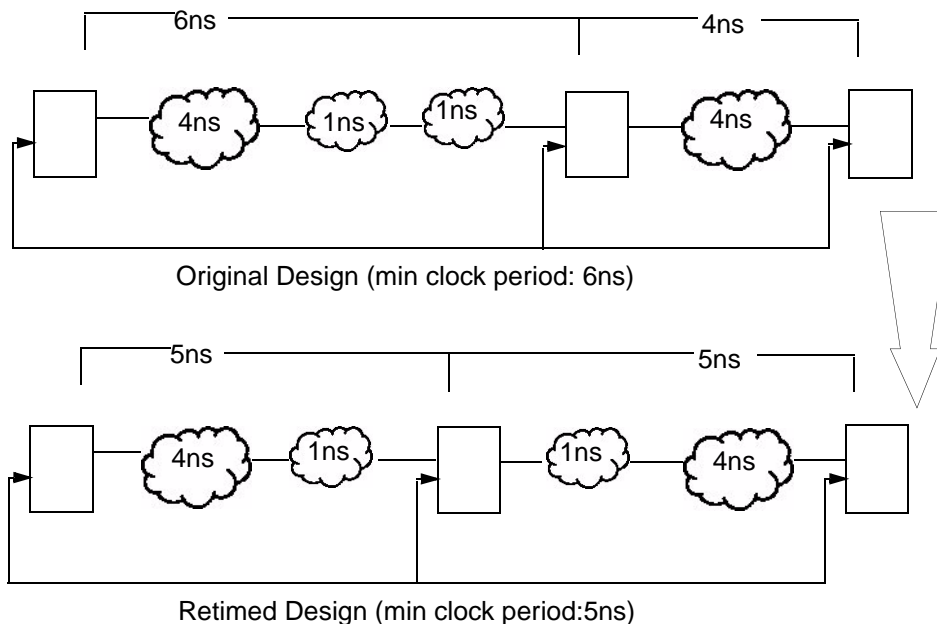 6ns 4ns
4ns 1ns 1ns 4ns
Original Design (min clock period: 6ns)
5ns 5ns
4ns 1ns 1ns 4ns
Retimed Design (min clock period:5ns)